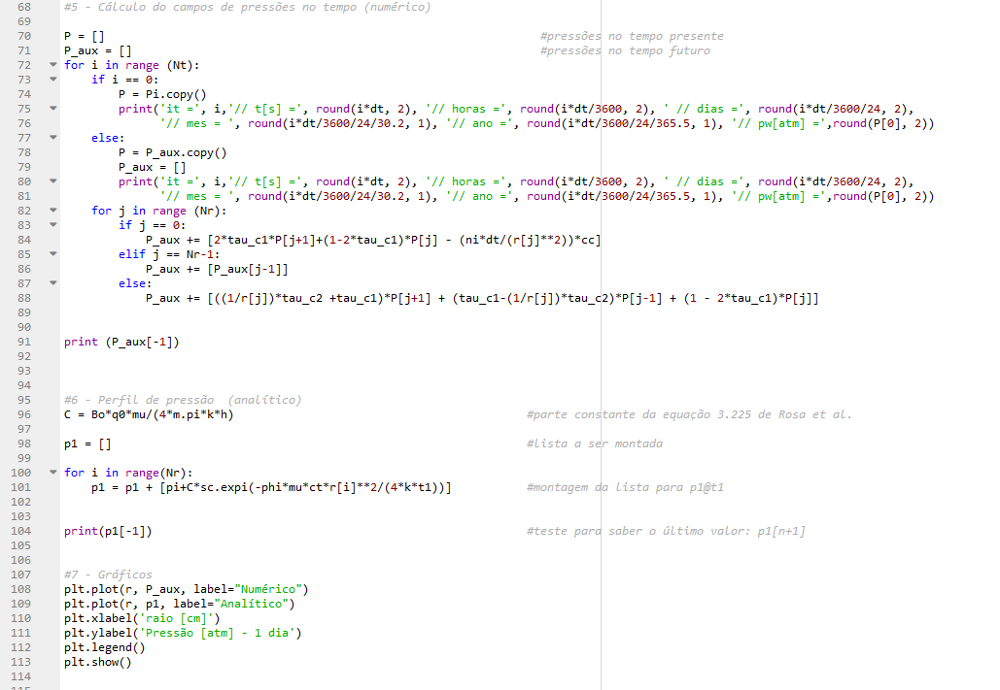 68 #5 - Cálculo do campos de pressões no tempo (numérico)
69
70 P = [] #pressões no tempo presente
71 P_aux = [] #pressões no tempo futuro
72 for i in range (Nt):
73 if i == 0:
74 P = Pi.copy()
75 print('it =', i,'// t[s] =', round(i*dt, 2), '// horas =', round(i*dt/3600, 2), ' // dias =', round(i*dt/3600/24, 2),
76 '// mes = ', round(i*dt/3600/24/30.2, 1), '// ano =', round(i*dt/3600/24/365.5, 1), '// pw[atm] =',round(P[0], 2))
77 else:
78 P = P_aux.copy()
79 P_aux = []
80 print('it =', i,'// t[s] =', round(i*dt, 2), '// horas =', round(i*dt/3600, 2), ' // dias =', round(i*dt/3600/24, 2),
81 '// mes = ', round(i*dt/3600/24/30.2, 1), '// ano =', round(i*dt/3600/24/365.5, 1), '// pw[atm] =',round(P[0], 2))
82 for j in range (Nr):
83 if j == 0:
84 P_aux += [2*tau_c1*P[j+1]+(1-2*tau_c1)*P[j] - (ni*dt/(r[j]**2))*cc]
85 elif j == Nr-1:
86 P_aux += [P_aux[j-1]]
87 else:
88 P_aux += [((1/r[j])*tau_c2 +tau_c1)*P[j+1] + (tau_c1-(1/r[j])*tau_c2)*P[j-1] + (1 - 2*tau_c1)*P[j]]
89
90
91 print (P_aux[-1])
92
93
94
95 #6 - Perfil de pressão  (analítico)
96 C = Bo*q0*mu/(4*m.pi*k*h) #parte constante da equação 3.225 de Rosa et al.
97
98 p1 = [] #lista a ser montada
99
100 for i in range(Nr):
101 p1 = p1 + [pi+C*sc.expi(-phi*mu*ct*r[i]**2/(4*k*t1))] #montagem da lista para p1@t1
102
103
104 print(p1[-1]) #teste para saber o último valor: p1[n+1]
105
106
107 #7 - Gráficos
108 plt.plot(r, P_aux, label="Numérico")
109 plt.plot(r, p1, label="Analítico")
110 plt.xlabel('raio [cm]')
111 plt.ylabel('Pressão [atm] - 1 dia')
112 plt.legend()
113 plt.show()
114
115